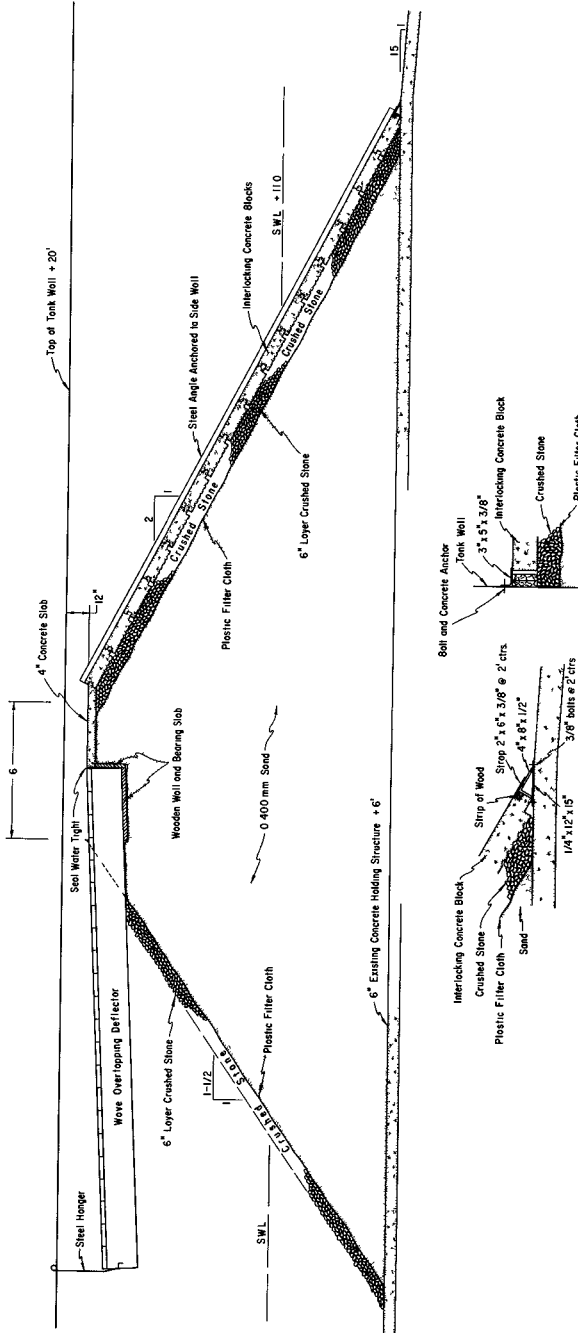 Top of Tank Wall + 20'
Steel Hanger
Wave Overtopping Deflector
Seal Water Tight
6
4" Concrete Slab
12"
Wooden Wall and Bearing Slab
2
1
Steel Angle Anchored to Side Wall
Interlocking Concrete Blocks
SWL + 11 0
15
1
Crushed Stone
Crushed Stone
Plastic Filter Cloth
6" Layer Crushed Stone
0.400 mm Sand
SWL
6" Layer Crushed Stone
1-1/2
1
Crushed Stone
Plastic Filter Cloth
6" Existing Concrete Holding Structure + 6'
Interlocking Concrete Block
Crushed Stone
Plastic Filter Cloth
Sand
Strip of Wood
Strap 2" x 6" x 3/8" @ 2' ctrs.
4" x 8" x 1/2"
3/8" bolts @ 2' ctrs
1/4" x 12" x 15"
Bolt and Concrete Anchor
Tank Wall
3" x 5" x 3/8"
Interlocking Concrete Block
Crushed Stone